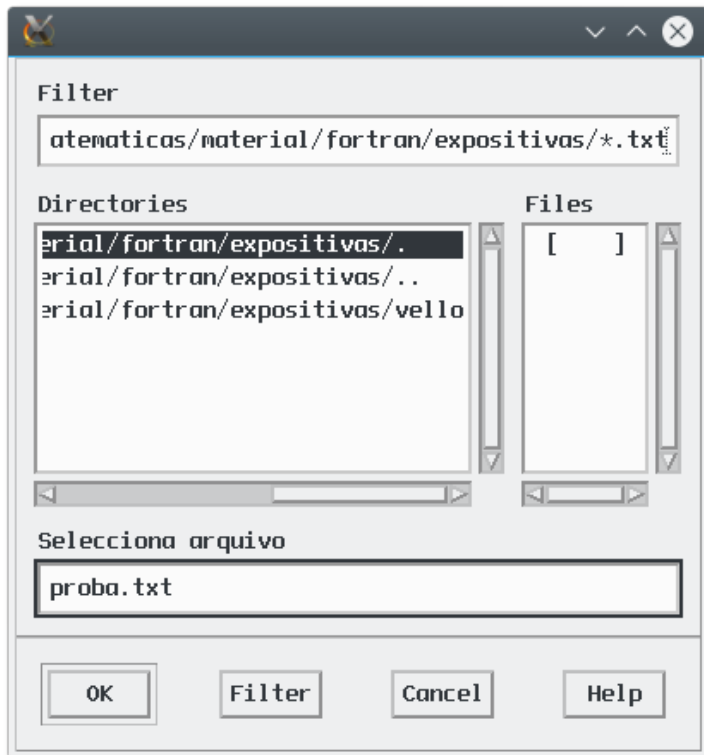 Filter
atematicas/material/fortran/expositivas/*.txt
Directories
Files
erial/fortran/expositivas/.
[    ]
erial/fortran/expositivas/..
erial/fortran/expositivas/vello
Selecciona arquivo
proba.txt
OK
Filter
Cancel
Help